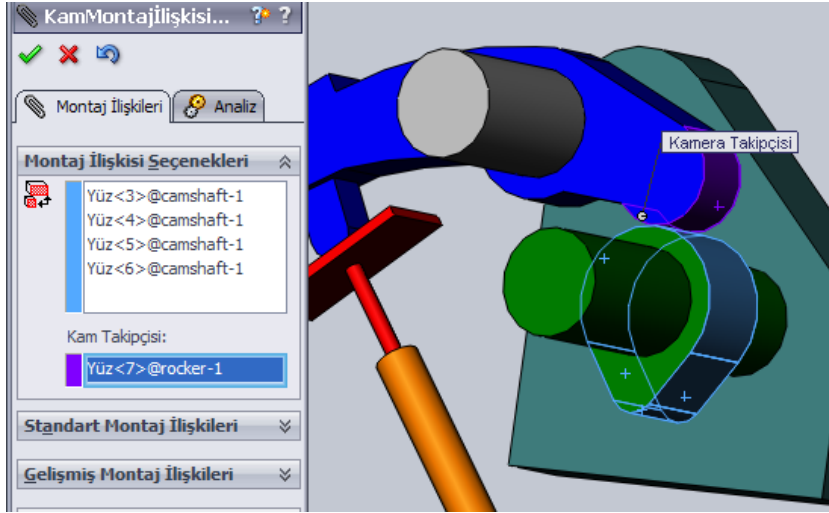 KamMontajİlişkisi...
Montaj İlişkileri
Analiz
Montaj İlişkisi Seçenekleri
Yüz<3>@camshaft-1
Yüz<4>@camshaft-1
Yüz<5>@camshaft-1
Yüz<6>@camshaft-1
Kam Takipçisi:
Yüz<7>@rocker-1
Standart Montaj İlişkileri
Gelişmiş Montaj İlişkileri
Kamera Takipçisi